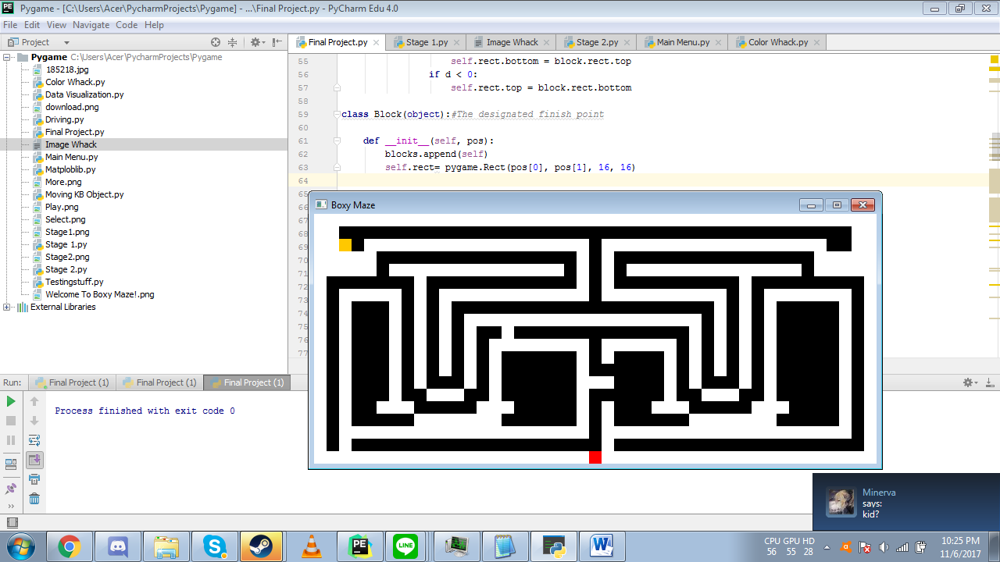 Pygame - [C:\Users\Acer\PycharmProjects\Pygame] - ...\Final Project.py - PyCharm Edu 4.0
File Edit View Navigate Code Help
Project
Final Project.py
Stage 1.py
Image Whack
Stage 2.py
Main Menu.py
Color Whack.py
Pygame C:\Users\Acer\PycharmProjects\Pygame
185218.jpg
Color Whack.py
Data Visualization.py
download.png
Driving.py
Final Project.py
Image Whack
Main Menu.py
Matploblib.py
More.png
Moving KB Object.py
Play.png
Select.png
Stage1.png
Stage 1.py
Stage2.png
Stage 2.py
Testingstuff.py
Welcome To Boxy Maze!.png
External Libraries
55 self.rect.bottom = block.rect.top
56 if d < 0:
57 self.rect.top = block.rect.bottom
58
59 class Block(object):#The designated finish point
60
61 def __init__(self, pos):
62 blocks.append(self)
63 self.rect= pygame.Rect(pos[0], pos[1], 16, 16)
64
65
66
67
68
69
70
71
72
73
74
75
76
77
Boxy Maze
Run: Final Project (1) Final Project (1) Final Project (1)
Process finished with exit code 0
Minerva
says:
kid?
PE
LINE
CPU GPU HD
56 55 28
10:25 PM
11/6/2017